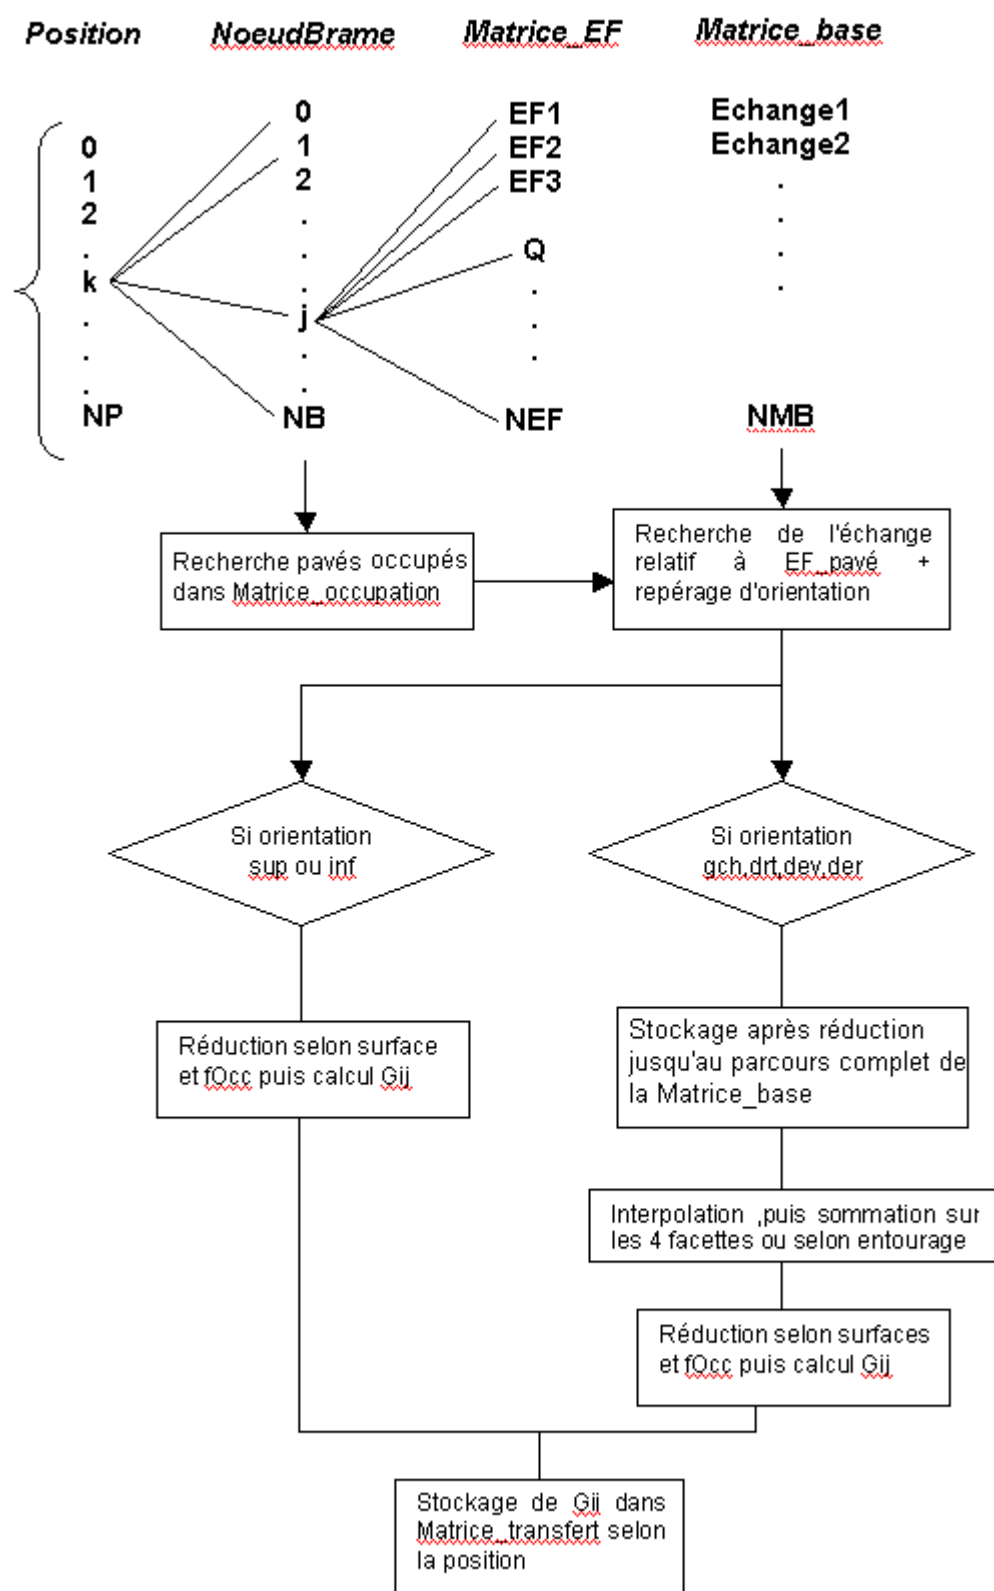 Position NoeudBrame Matrice_EF Matrice_base
0 EF1 Echange1
0 1 EF2 Echange2
1 2 EF3 .
2 . .
. . Q .
k . . .
. j .
. . .
. .
NP NB NEF NMB
Recherche pavés occupés
dans Matrice_occupation
Recherche de l'échange
relatif à EF_pavé +
repérage d'orientation
Si orientation
sup ou inf
Si orientation
gch,drt,dev,der
Réduction selon surface
et fOcc puis calcul Gij
Stockage après réduction
jusqu'au parcours complet de
la Matrice_base
Interpolation ,puis sommation sur
les 4 facettes ou selon entourage
Réduction selon surfaces
et fOcc puis calcul Gij
Stockage de Gij dans
Matrice_transfert selon
la position